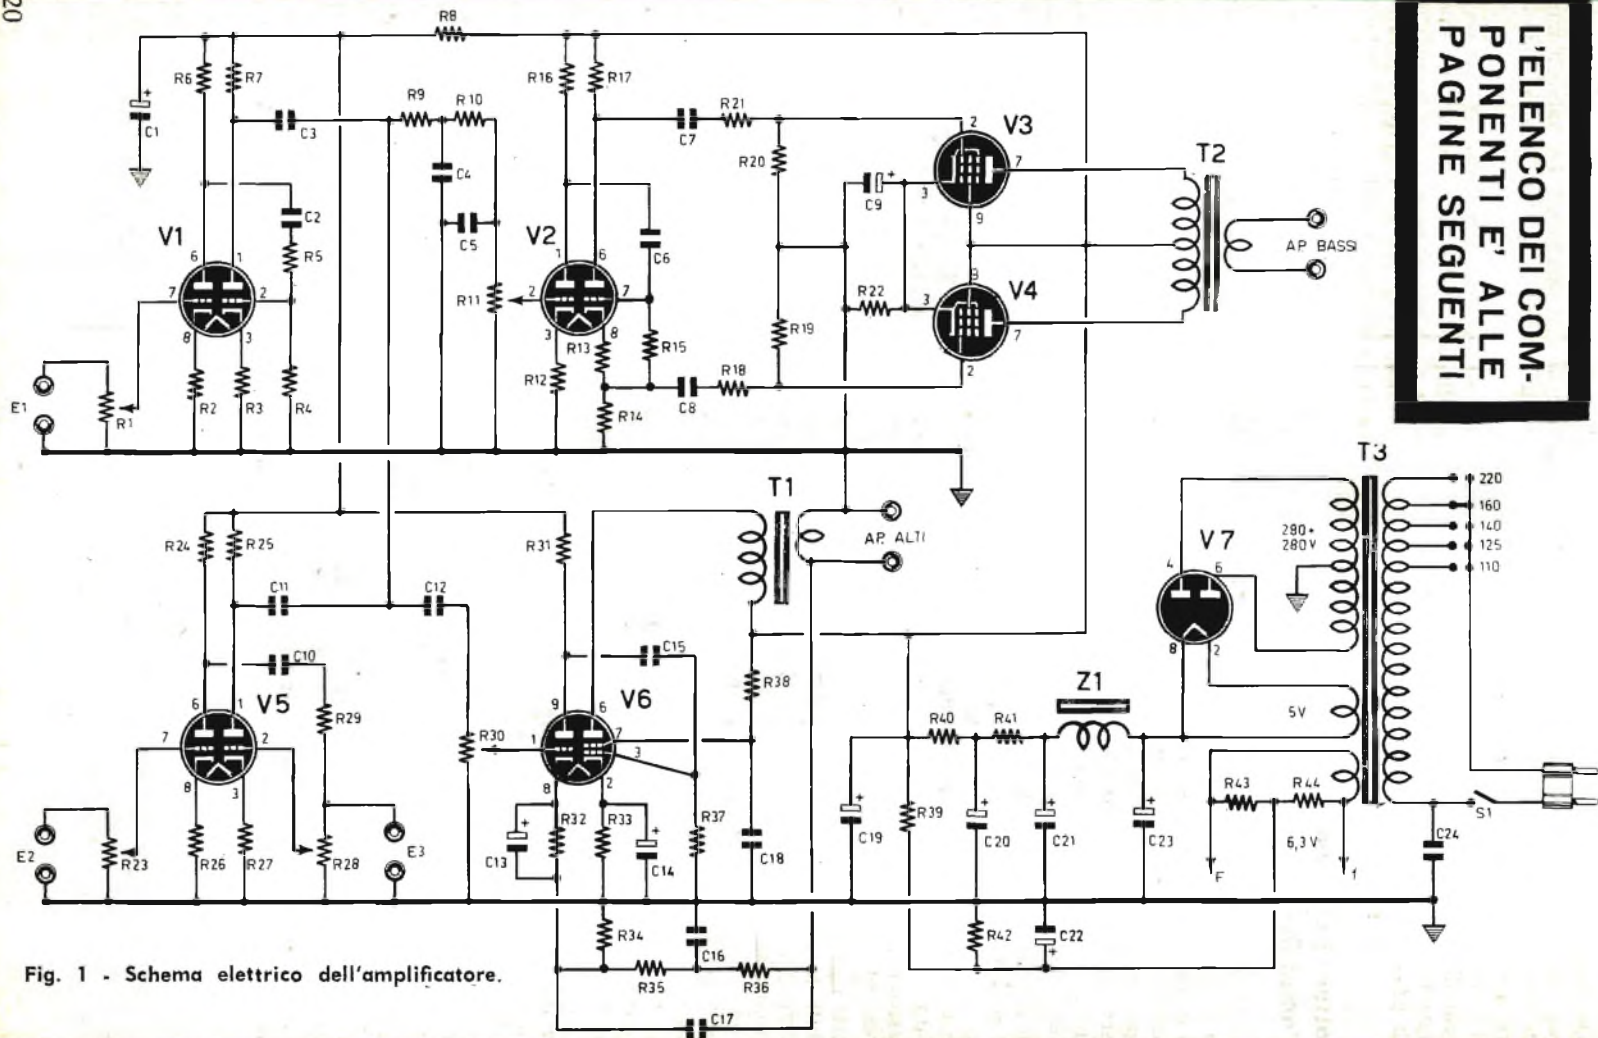 20
L'ELENCO DEI COM-
PONENTI E' ALLE
PAGINE SEGUENTI
R8
R6
R7
C1
C3
R9
R10
R16
R17
C7
R21
R20
V3
2
7
3
9
T2
C4
C9
C2
R5
V1
6
1
C5
V2
1
6
C6
AP. BASSI
7
2
R11
2
7
R22
3
9
V4
7
8
3
3
8
R13
R15
R19
2
E1
R1
R2
R3
R4
R12
R14
C8
R18
T3
220
160
140
125
110
T1
AP. ALTI
R24
R25
R31
280+
280V
V7
4
6
8
2
C11
C12
C10
C15
R38
V5
6
1
7
2
8
3
R29
R30
V6
9
6
1
7
3
8
2
Z1
5V
R40
R41
R43
R44
6,3V
F
f
S1
E2
R23
R26
R27
R28
E3
C13
R32
R33
C14
R37
C18
C19
R39
C20
C21
C23
C24
R34
C16
R35
R36
C17
R42
C22
+
+
+
+
+
+
+
+
+
Fig. 1 - Schema elettrico dell'amplificatore.